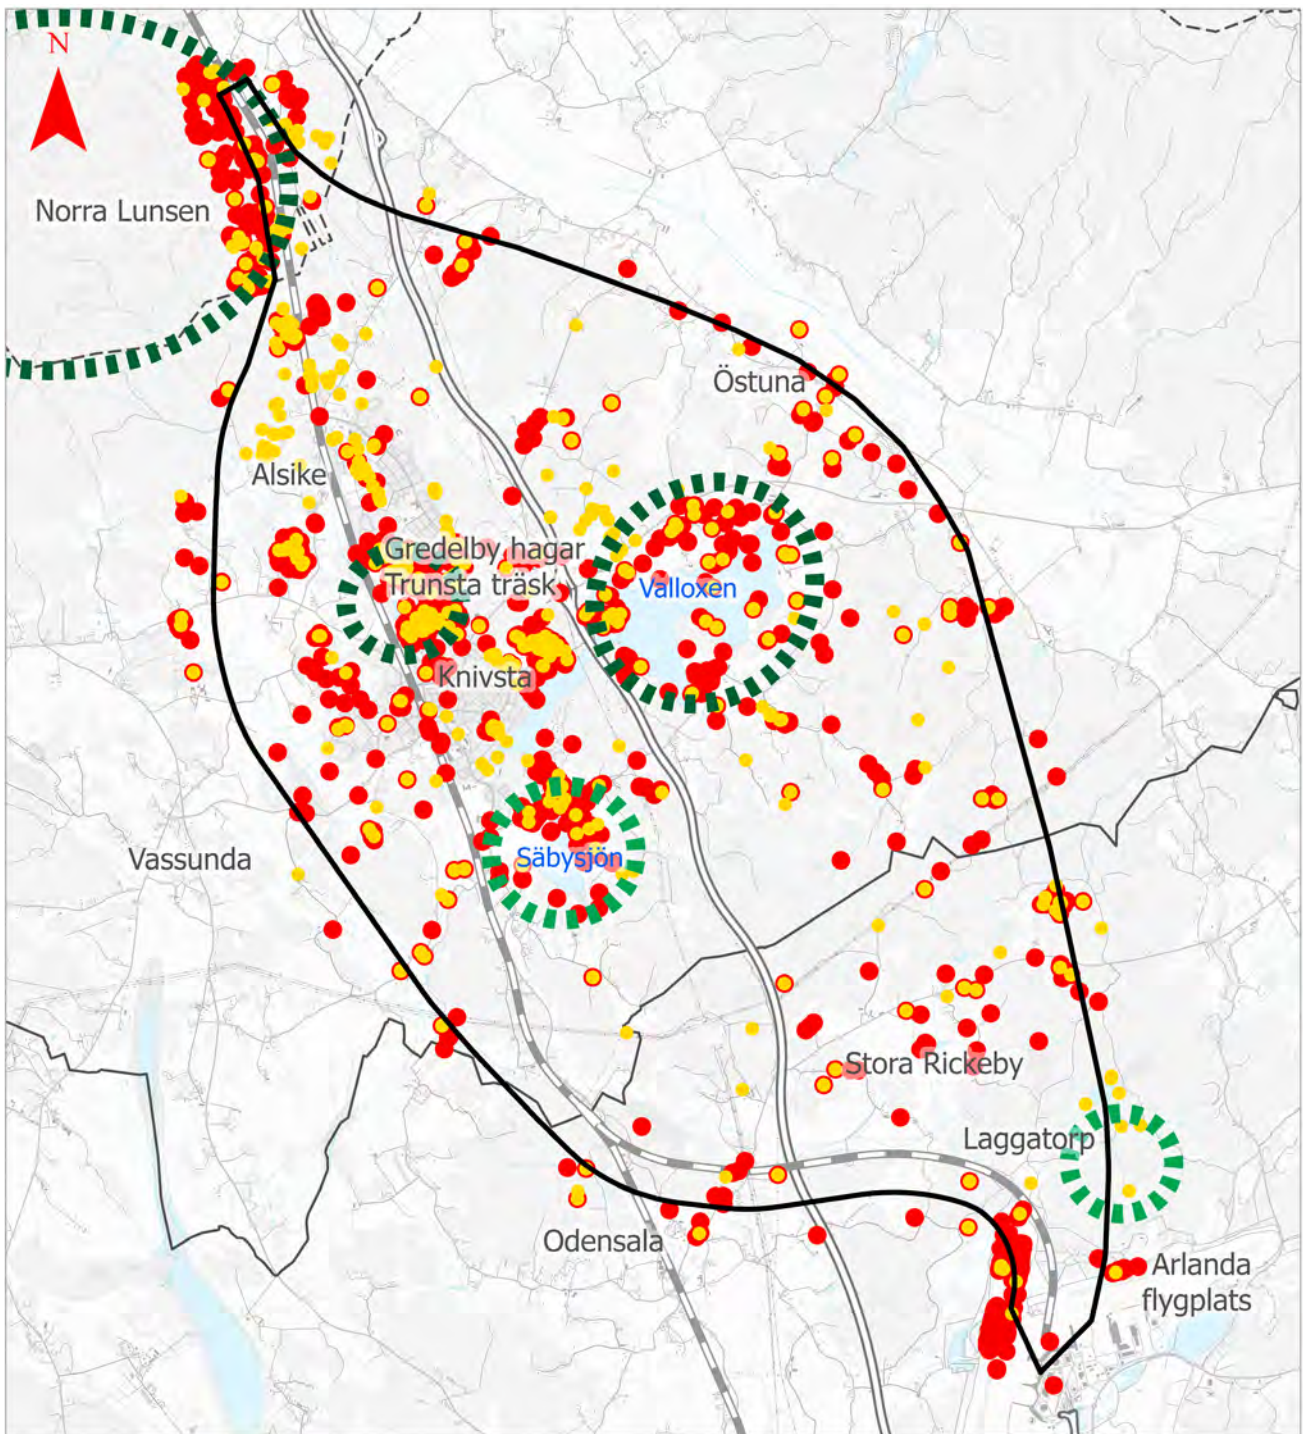 N
Norra Lunsen
Östuna
Alsike
Gredelby hagar
Trunsta träsk
Valloxen
Knivsta
Vassunda
Säbysjön
Stora Rickeby
Laggatorp
Odensala
Arlanda
flygplats